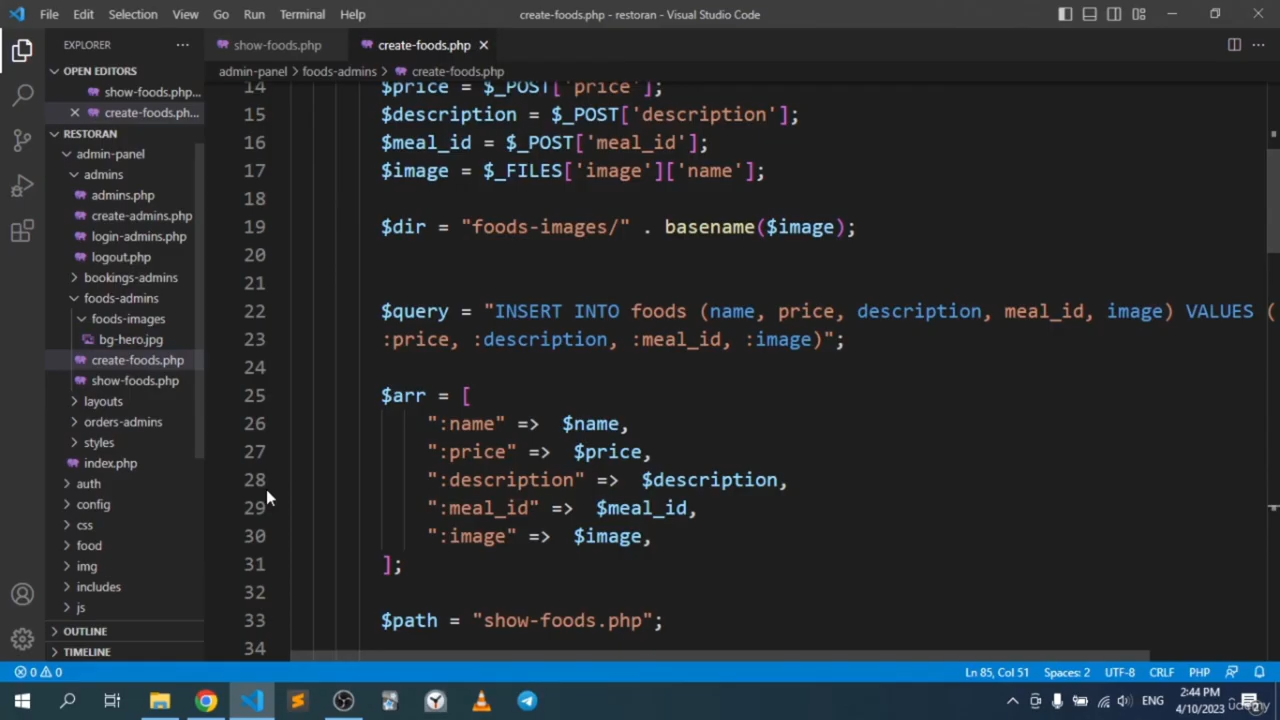 File Edit Selection View Go Run Terminal Help create-foods.php - restoran - Visual Studio Code
EXPLORER
OPEN EDITORS
show-foods.php...
create-foods.ph...
RESTORAN
admin-panel
admins
admins.php
create-admins.php
login-admins.php
logout.php
bookings-admins
foods-admins
foods-images
bg-hero.jpg
create-foods.php
show-foods.php
layouts
orders-admins
styles
index.php
auth
config
css
food
img
includes
js
OUTLINE
TIMELINE
show-foods.php create-foods.php
admin-panel > foods-admins > create-foods.php
14 $price = $_POST['price'];
15 $description = $_POST['description'];
16 $meal_id = $_POST['meal_id'];
17 $image = $_FILES['image']['name'];
18
19 $dir = "foods-images/" . basename($image);
20
21
22 $query = "INSERT INTO foods (name, price, description, meal_id, image) VALUES (
23 :price, :description, :meal_id, :image)";
24
25 $arr = [
26 ":name" => $name,
27 ":price" => $price,
28 ":description" => $description,
29 ":meal_id" => $meal_id,
30 ":image" => $image,
31 ];
32
33 $path = "show-foods.php";
34
0 0 Ln 85, Col 51 Spaces: 2 UTF-8 CRLF PHP
ENG 2:44 PM
4/10/2023
udemy